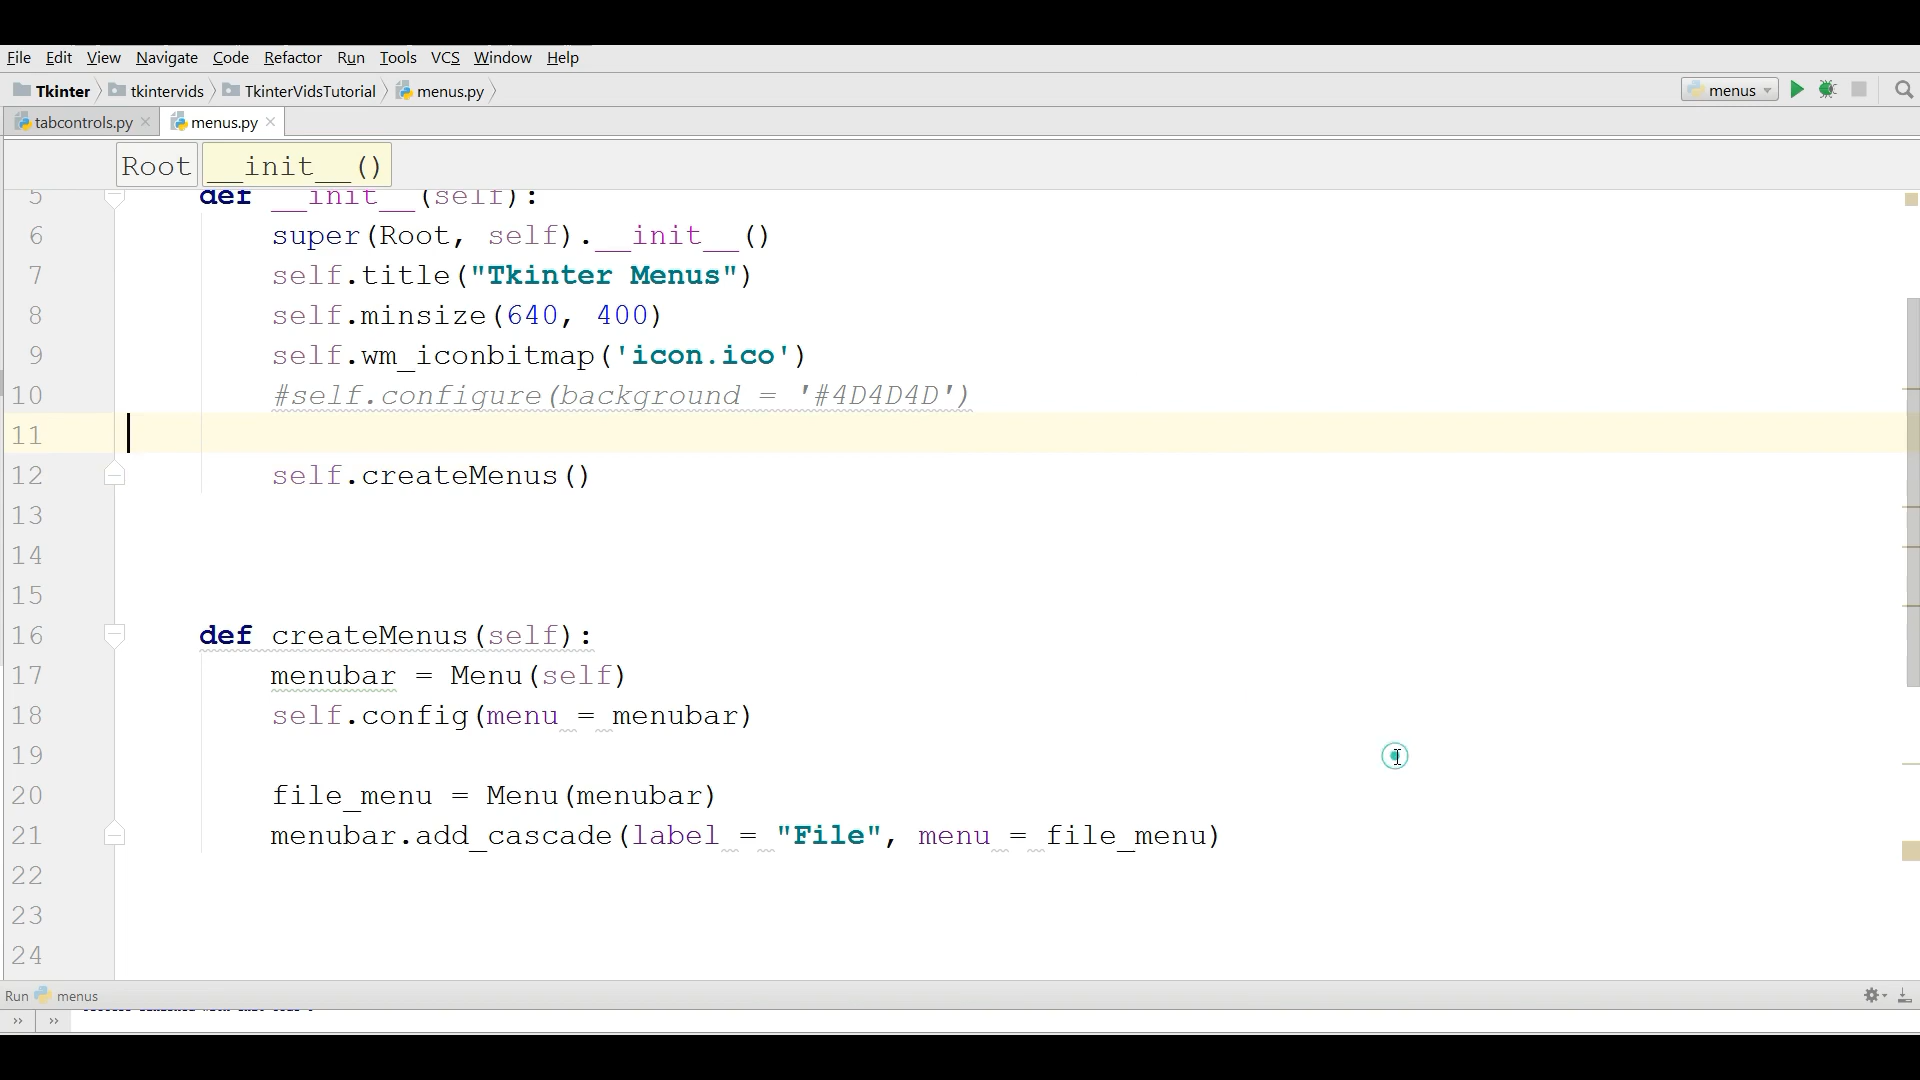 File Edit View Navigate Code Refactor Run Tools VCS Window Help
Tkinter tkintervids TkinterVidsTutorial menus.py
menus
tabcontrols.py menus.py
Root __init__()
5 def __init__(self):
6 super(Root, self).__init__()
7 self.title("Tkinter Menus")
8 self.minsize(640, 400)
9 self.wm_iconbitmap('icon.ico')
10 #self.configure(background = '#4D4D4D')
11
12 self.createMenus()
13
14
15
16 def createMenus(self):
17 menubar = Menu(self)
18 self.config(menu = menubar)
19
20 file_menu = Menu(menubar)
21 menubar.add_cascade(label = "File", menu = file_menu)
22
23
24
Run menus